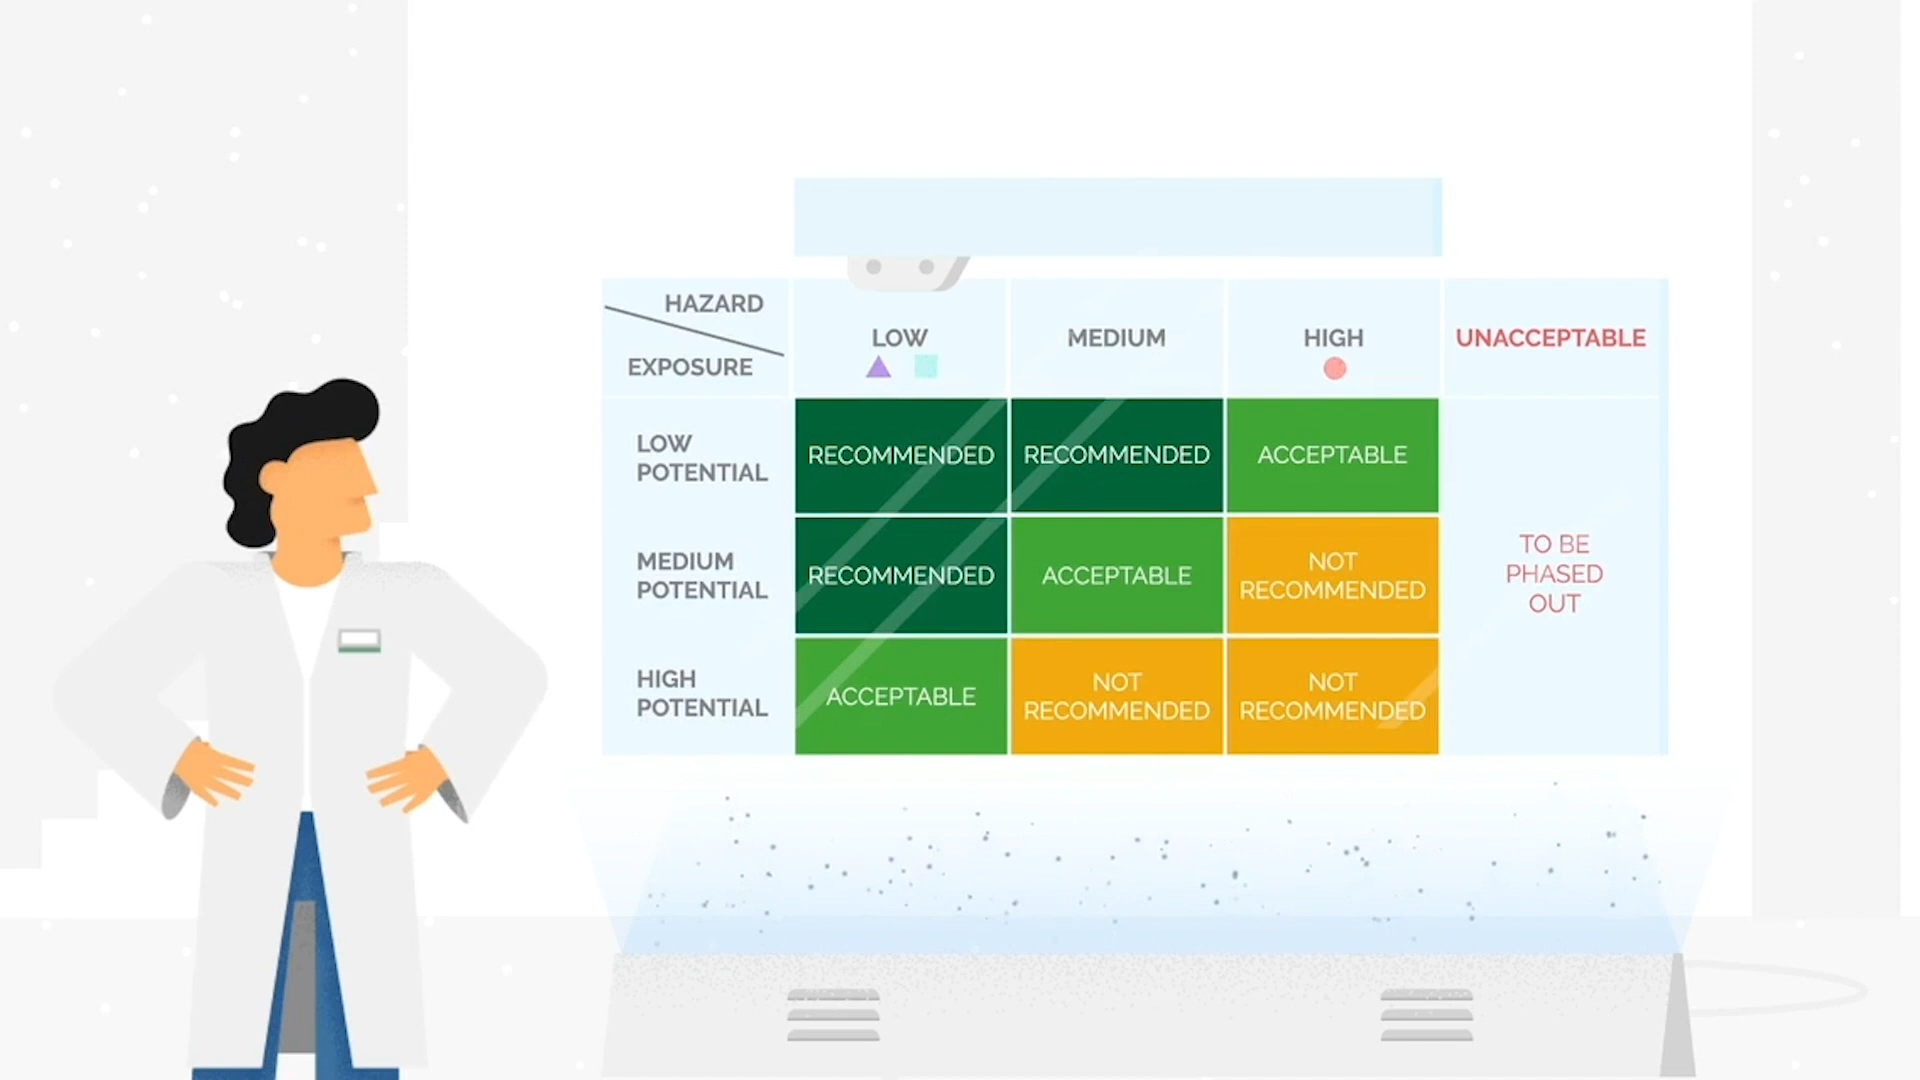 HAZARD
EXPOSURE
LOW
MEDIUM
HIGH
UNACCEPTABLE
LOW
POTENTIAL
RECOMMENDED
RECOMMENDED
ACCEPTABLE
MEDIUM
POTENTIAL
RECOMMENDED
ACCEPTABLE
NOT
RECOMMENDED
TO BE
PHASED
OUT
HIGH
POTENTIAL
ACCEPTABLE
NOT
RECOMMENDED
NOT
RECOMMENDED